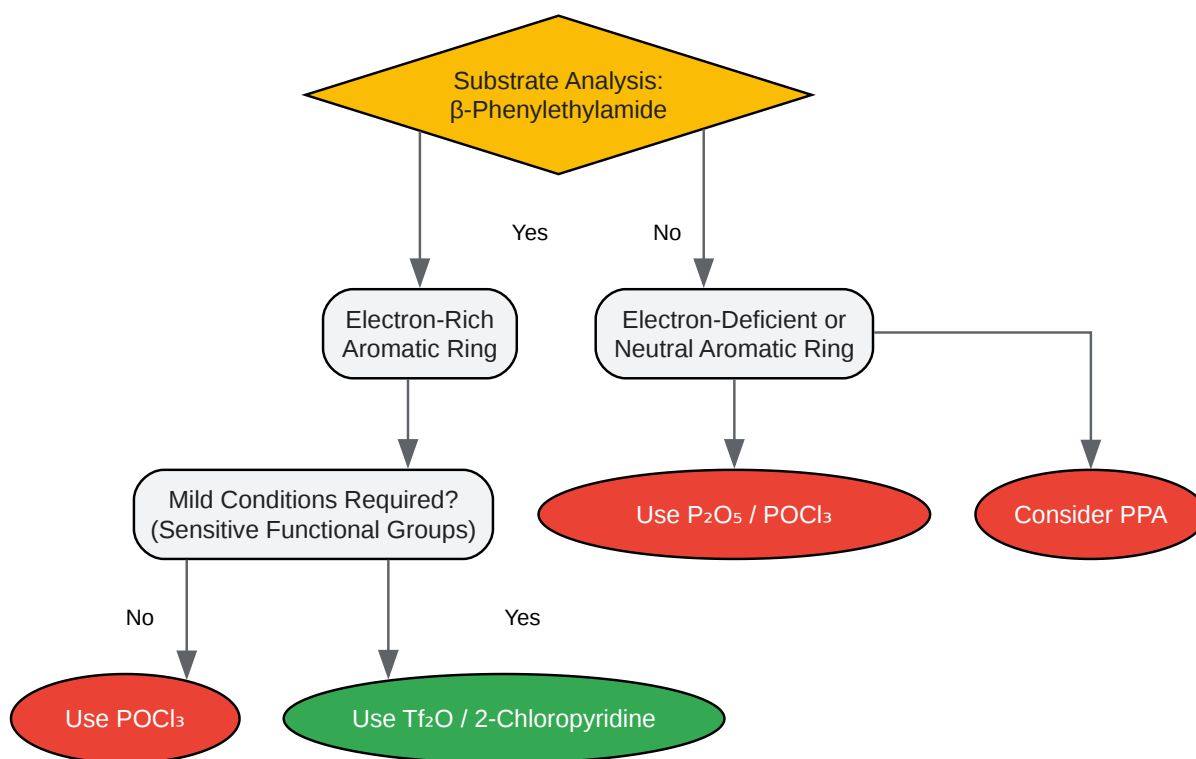 Substrate Analysis:
β-Phenylethylamide
Yes
No
Electron-Rich
Aromatic Ring
Electron-Deficient or
Neutral Aromatic Ring
Mild Conditions Required?
(Sensitive Functional Groups)
Use P₂O₅ / POCl₃
Consider PPA
No
Yes
Use POCl₃
Use Tf₂O / 2-Chloropyridine